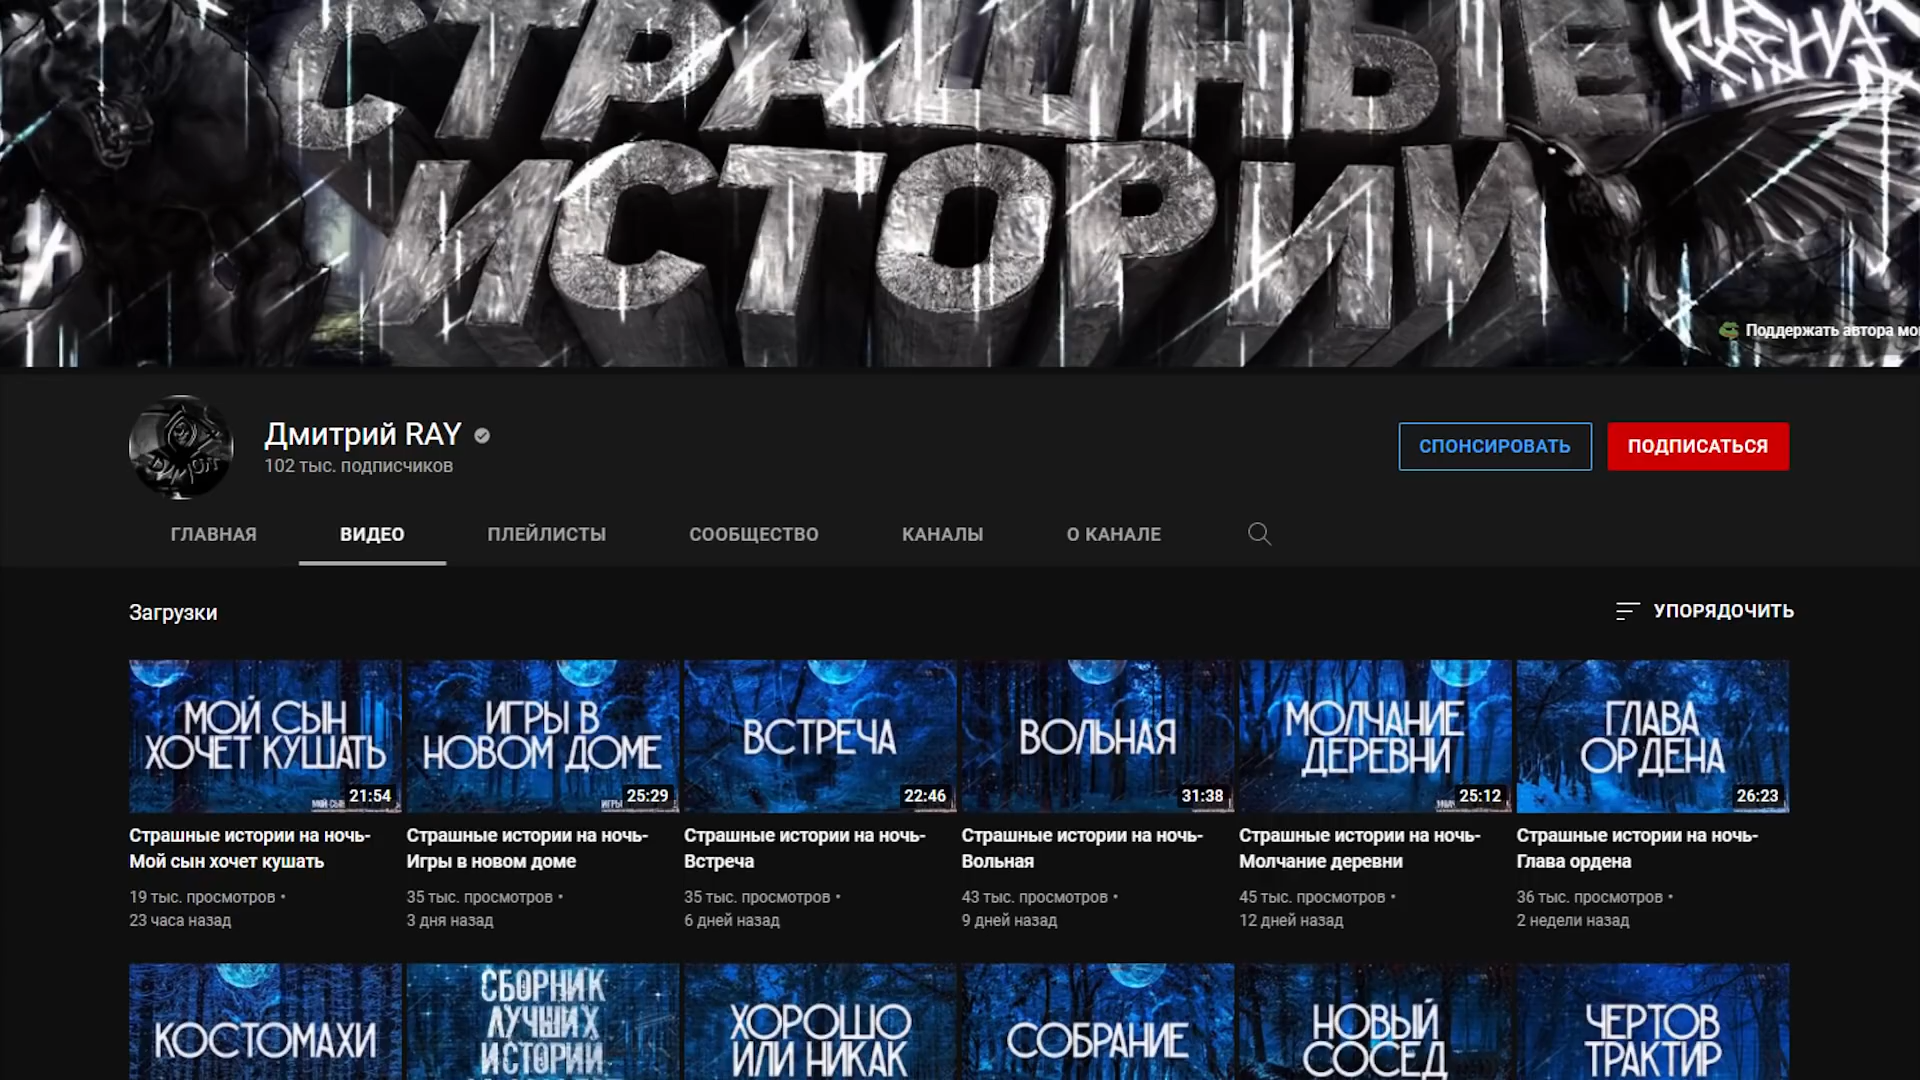 СТРАШНЫЕ
ИСТОРИИ
Поддержать автора
Дмитрий RAY
102 тыс. подписчиков
СПОНСИРОВАТЬ
ПОДПИСАТЬСЯ
ГЛАВНАЯ
ВИДЕО
ПЛЕЙЛИСТЫ
СООБЩЕСТВО
КАНАЛЫ
О КАНАЛЕ
Загрузки
УПОРЯДОЧИТЬ
МОЙ СЫН
ХОЧЕТ КУШАТЬ
21:54
Страшные истории на ночь-
Мой сын хочет кушать
19 тыс. просмотров •
23 часа назад
ИГРЫ В
НОВОМ ДОМЕ
25:29
Страшные истории на ночь-
Игры в новом доме
35 тыс. просмотров •
3 дня назад
ВСТРЕЧА
22:46
Страшные истории на ночь-
Встреча
35 тыс. просмотров •
6 дней назад
ВОЛЬНАЯ
31:38
Страшные истории на ночь-
Вольная
43 тыс. просмотров •
9 дней назад
МОЛЧАНИЕ
ДЕРЕВНИ
25:12
Страшные истории на ночь-
Молчание деревни
45 тыс. просмотров •
12 дней назад
ГЛАВА
ОРДЕНА
26:23
Страшные истории на ночь-
Глава ордена
36 тыс. просмотров •
2 недели назад
КОСТОМАХИ
СБОРНИК
ЛУЧШИХ
ИСТОРИЙ
ХОРОШО
ИЛИ НИКАК
СОБРАНИЕ
НОВЫЙ
СОСЕД
ЧЕРТОВ
ТРАКТИР